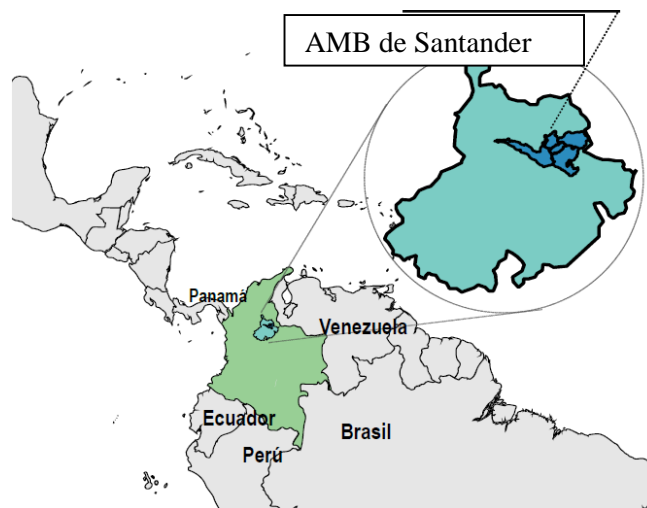 AMB de Santander
Panamá
Venezuela
Ecuador
Brasil
Perú